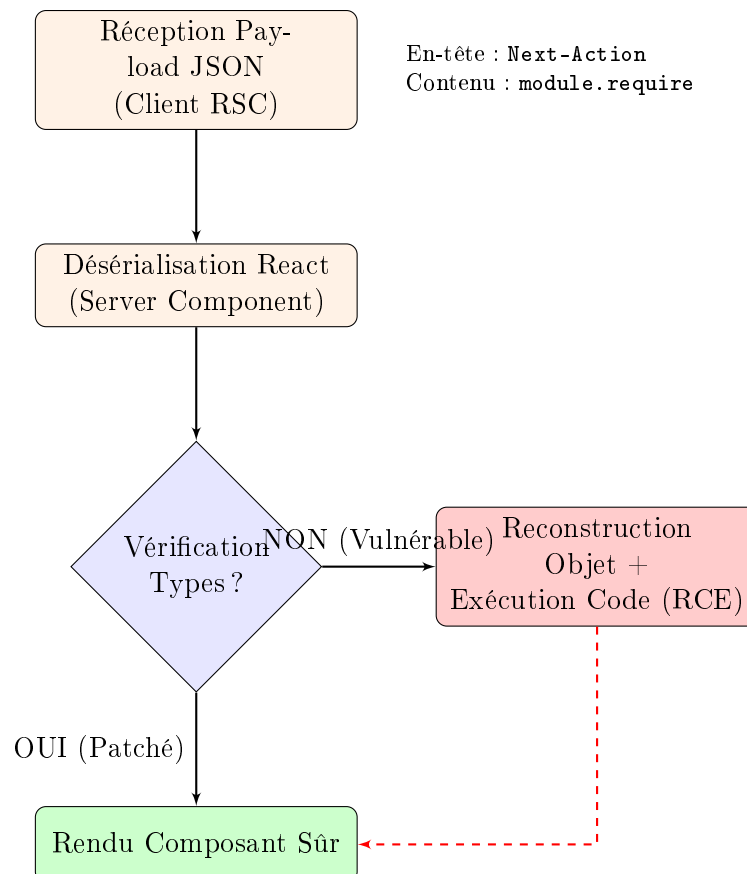 Réception Pay-
load JSON
(Client RSC)
En-tête : Next-Action
Contenu : module.require
Désérialisation React
(Server Component)
Vérification
Types ?
NON (Vulnérable)
Reconstruction
Objet +
Exécution Code (RCE)
OUI (Patché)
Rendu Composant Sûr